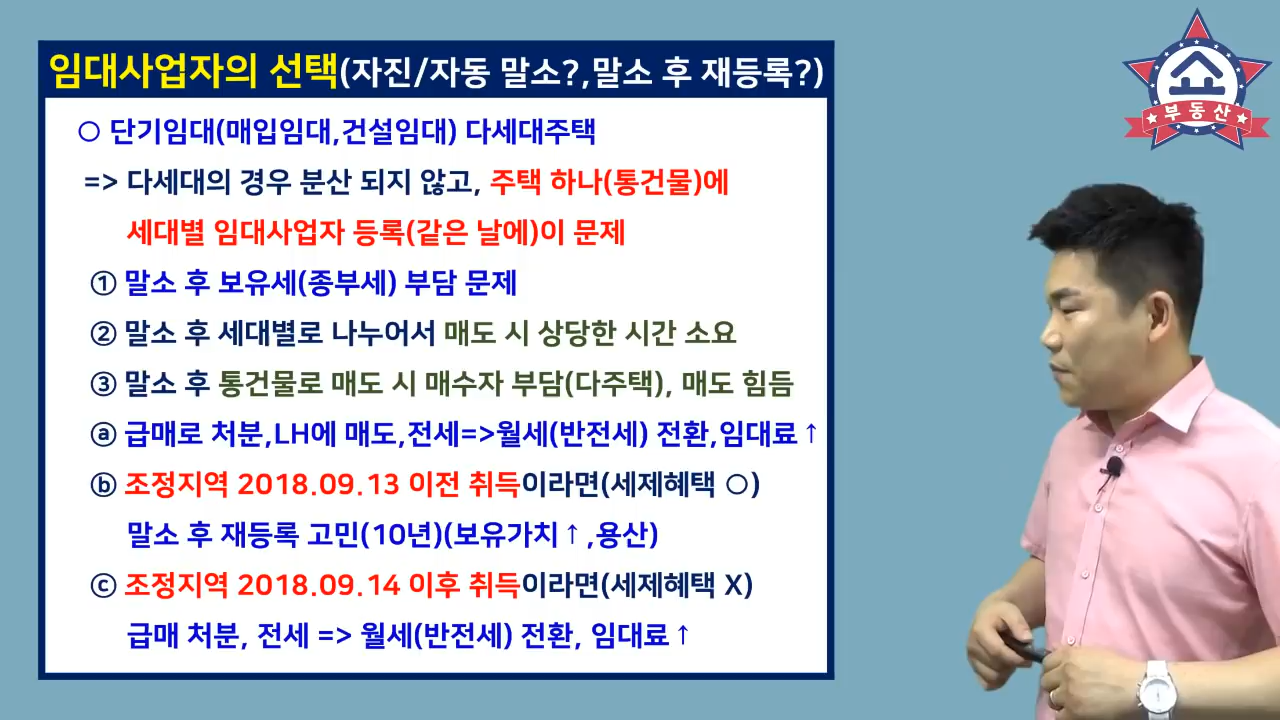 임대사업자의 선택(자진/자동 말소?,말소 후 재등록?)
○ 단기임대(매입임대,건설임대) 다세대주택
=> 다세대의 경우 분산 되지 않고, 주택 하나(통건물)에
세대별 임대사업자 등록(같은 날에)이 문제
① 말소 후 보유세(종부세) 부담 문제
② 말소 후 세대별로 나누어서 매도 시 상당한 시간 소요
③ 말소 후 통건물로 매도 시 매수자 부담(다주택), 매도 힘듬
ⓐ 급매로 처분,LH에 매도,전세=>월세(반전세) 전환,임대료↑
ⓑ 조정지역 2018.09.13 이전 취득이라면(세제혜택 ○)
말소 후 재등록 고민(10년)(보유가치↑,용산)
ⓒ 조정지역 2018.09.14 이후 취득이라면(세제혜택 X)
급매 처분, 전세 => 월세(반전세) 전환, 임대료↑
부동산